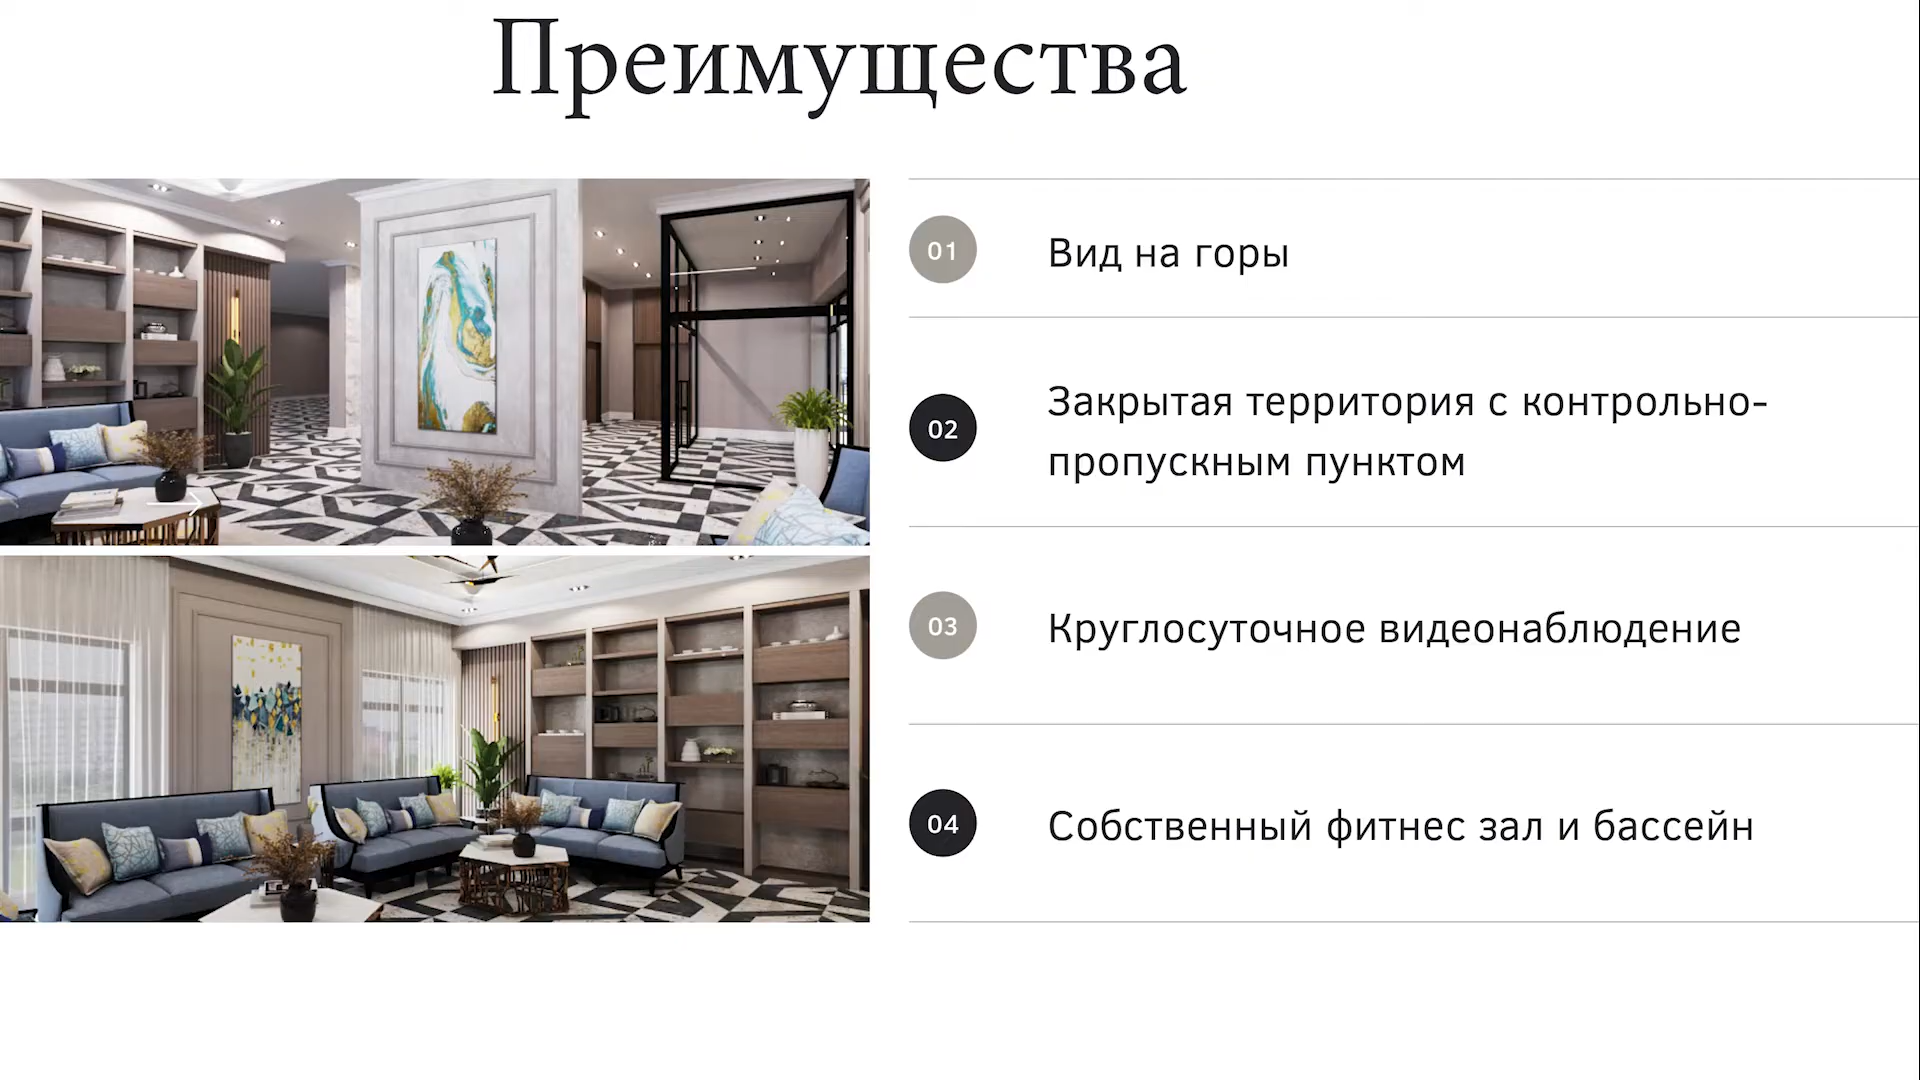 Преимущества
01
Вид на горы
02
Закрытая территория с контрольно-
пропускным пунктом
03
Круглосуточное видеонаблюдение
04
Собственный фитнес зал и бассейн